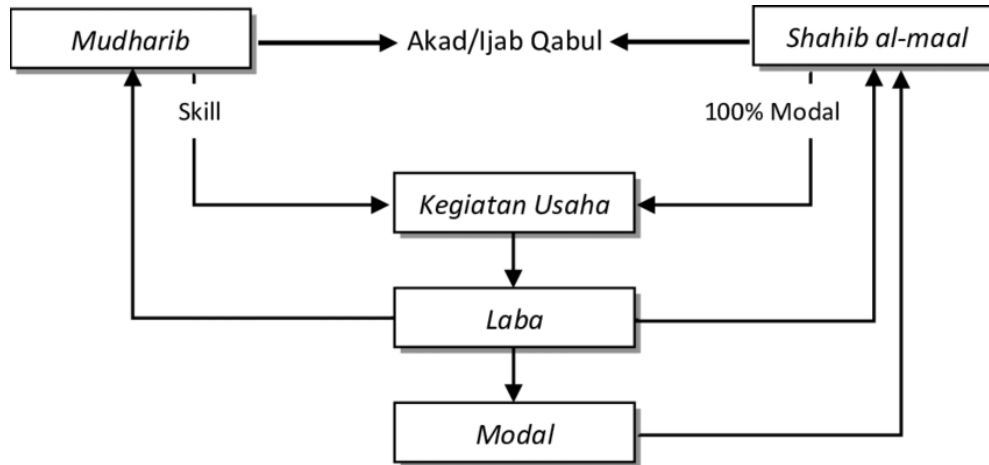 Mudharib
Akad/Ijab Qabul
Shahib al-maal
Skill
100% Modal
Kegiatan Usaha
Laba
Modal